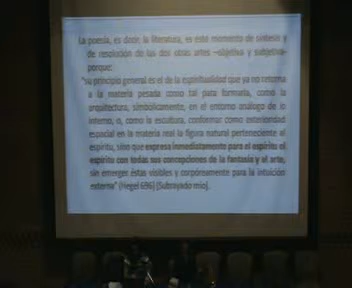 La poesía, es decir, la literatura, es este momento de síntesis y
de resolución de las dos otras artes –objetiva y subjetiva-
porque:
"su principio general es el de la espiritualidad que ya no retorna
a la materia pesada como tal para formarla, como la
arquitectura, simbólicamente, en el entorno análogo de lo
interno, o, como la escultura, conformar como exterioridad
espacial en la materia real la figura natural perteneciente al
espíritu, sino que expresa inmediatamente para el espíritu el
espíritu con todas sus concepciones de la fantasía y el arte,
sin emerger éstas visibles y corpóreamente para la intuición
externa" (Hegel 696) (Subrayado mío).